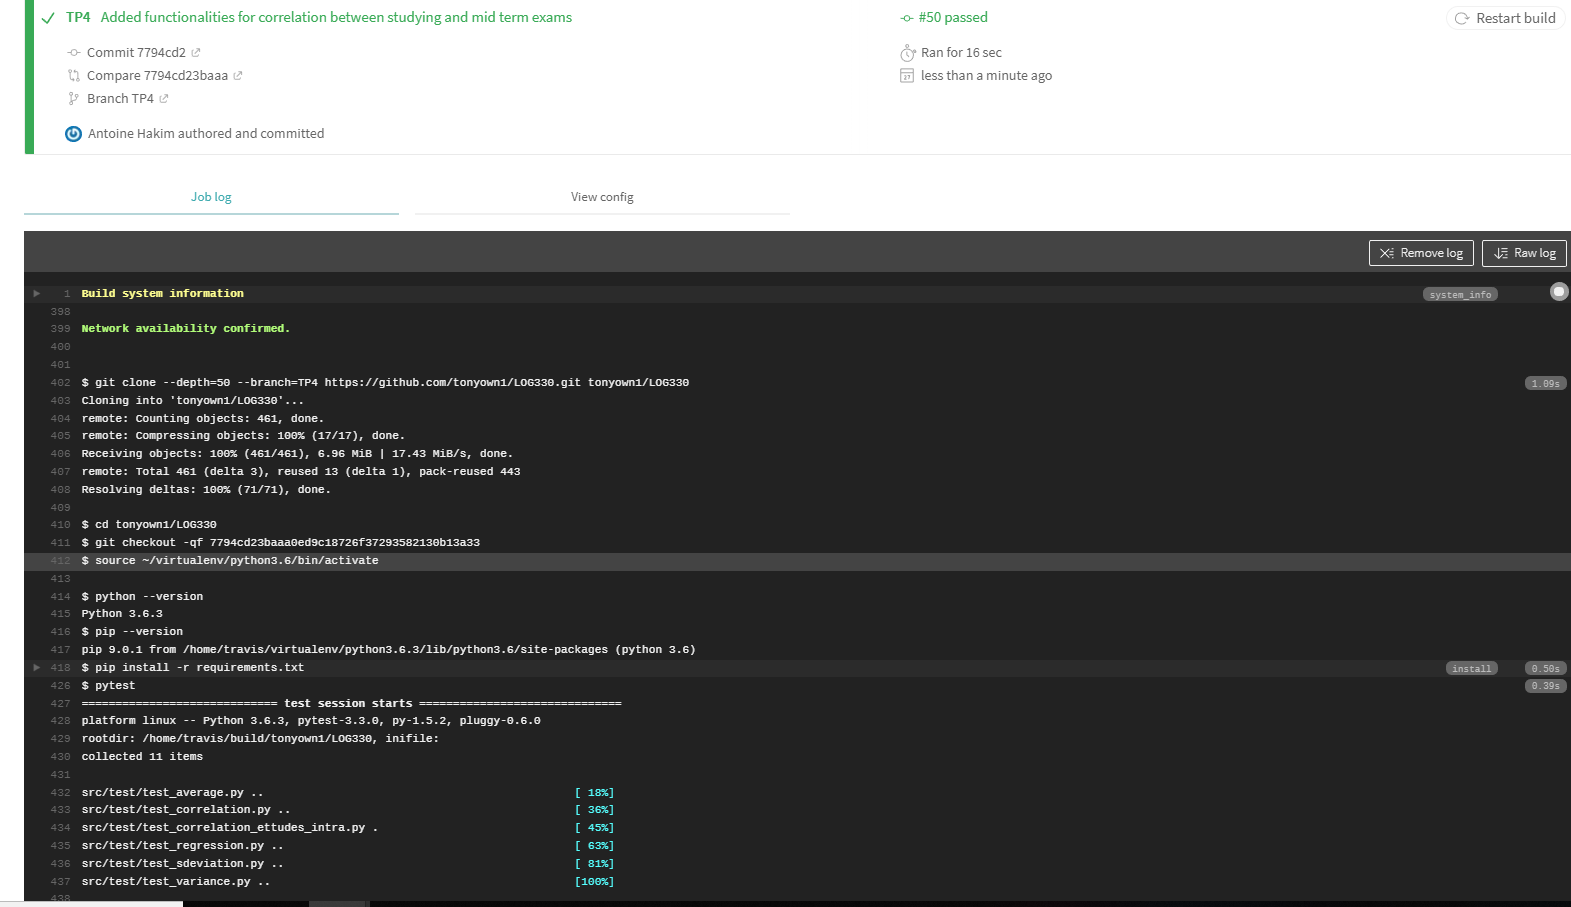 TP4 Added functionalities for correlation between studying and mid term exams
#50 passed
Restart build
Commit 7794cd2
Ran for 16 sec
Compare 7794cd23baaa
27 less than a minute ago
Branch TP4
Antoine Hakim authored and committed
Job log
View config
Remove log
Raw log
1 Build system information system_info
398
399 Network availability confirmed.
400
401
402 $ git clone --depth=50 --branch=TP4 https://github.com/tonyown1/LOG330.git tonyown1/LOG330 1.09s
403 Cloning into 'tonyown1/LOG330'...
404 remote: Counting objects: 461, done.
405 remote: Compressing objects: 100% (17/17), done.
406 Receiving objects: 100% (461/461), 6.96 MiB | 17.43 MiB/s, done.
407 remote: Total 461 (delta 3), reused 13 (delta 1), pack-reused 443
408 Resolving deltas: 100% (71/71), done.
409
410 $ cd tonyown1/LOG330
411 $ git checkout -qf 7794cd23baaa0ed9c18726f37293582130b13a33
412 $ source ~/virtualenv/python3.6/bin/activate
413
414 $ python --version
415 Python 3.6.3
416 $ pip --version
417 pip 9.0.1 from /home/travis/virtualenv/python3.6.3/lib/python3.6/site-packages (python 3.6)
418 $ pip install -r requirements.txt install 0.50s
426 $ pytest 0.39s
427 ============================= test session starts ==============================
428 platform linux -- Python 3.6.3, pytest-3.3.0, py-1.5.2, pluggy-0.6.0
429 rootdir: /home/travis/build/tonyown1/LOG330, inifile:
430 collected 11 items
431
432 src/test/test_average.py .. [ 18%]
433 src/test/test_correlation.py .. [ 36%]
434 src/test/test_correlation_ettudes_intra.py . [ 45%]
435 src/test/test_regression.py .. [ 63%]
436 src/test/test_sdeviation.py .. [ 81%]
437 src/test/test_variance.py .. [100%]
438